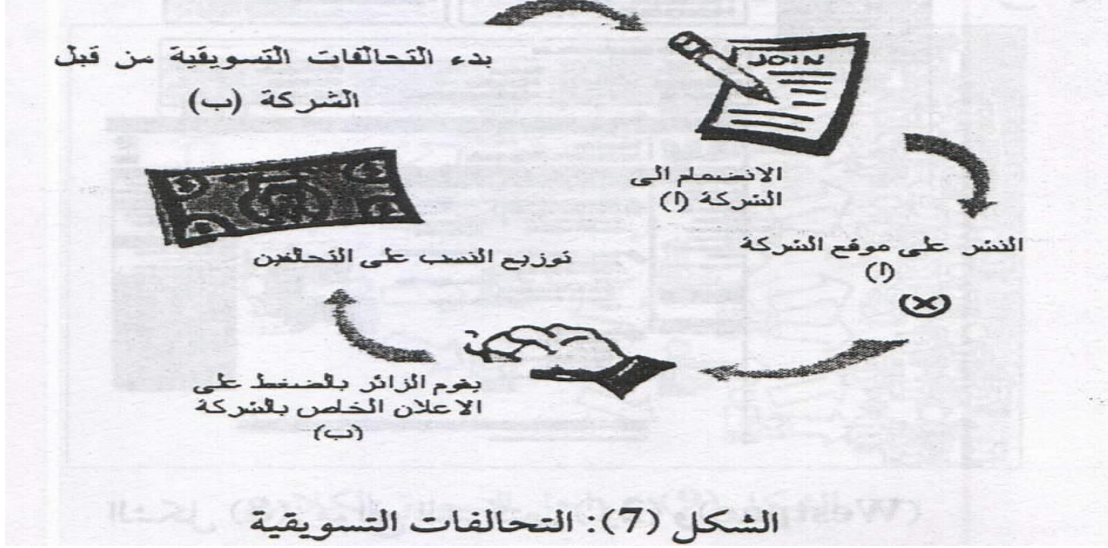 بدء التحالفات التسويقية من قبل
الشركة (ب)
JOIN
الانضمام الى
الشركة (ا)
النشر على موقع الشركة
(ا)
(x)
يقوم الزائر بالضغط على
الاعلان الخاص بالشركة
(ب)
توزيع النسب على التحالفين
الشكل (7): التحالفات التسويقية